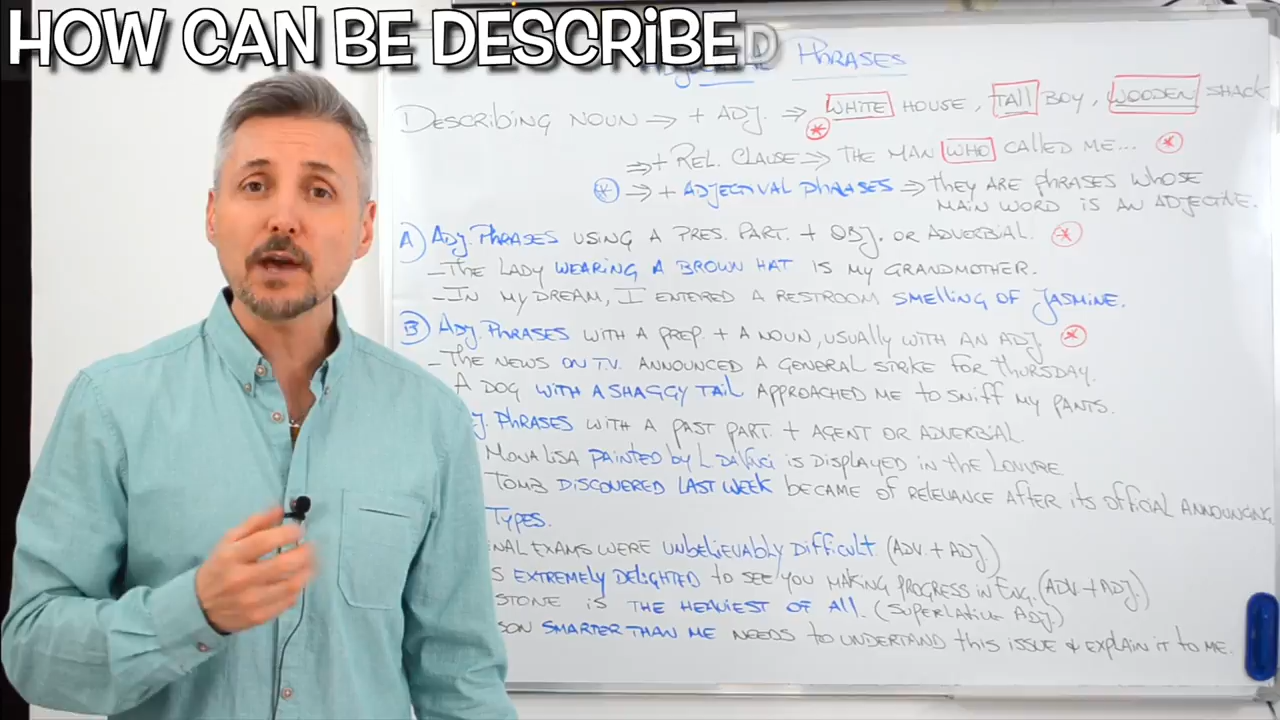 HOW CAN BE DESCRIBED
PHRASES
DESCRIBING NOUN → + ADJ. ⇒ WHITE HOUSE, TALL BOY, WOODEN SHACK
⇒ + REL. CLAUSE ⇒ THE MAN WHO CALLED ME...
⇒ + ADJECTIVAL PHRASES ⇒ THEY ARE PHRASES WHOSE
MAIN WORD IS AN ADJECTIVE.
A) ADJ. PHRASES USING A PRES. PART. + OBJ. OR ADVERBIAL.
- THE LADY WEARING A BROWN HAT IS MY GRANDMOTHER.
- IN MY DREAM, I ENTERED A RESTROOM SMELLING OF JASMINE.
B) ADJ. PHRASES WITH A PREP. + A NOUN, USUALLY WITH AN ADJ.
- THE NEWS ON T.V. ANNOUNCED A GENERAL STRIKE FOR THURSDAY.
A DOG WITH A SHAGGY TAIL APPROACHED ME TO SNIFF MY PANTS.
J. PHRASES WITH A PAST PART. + AGENT OR ADVERBIAL.
MONA LISA PAINTED BY L. DA VINCI IS DISPLAYED IN THE LOUVRE
TOMB DISCOVERED LAST WEEK BECAME OF RELEVANCE AFTER ITS OFFICIAL ANNOUNCING.
TYPES.
NAL EXAMS WERE UNBELIEVABLY DIFFICULT (ADV. + ADJ.)
S EXTREMELY DELIGHTED TO SEE YOU MAKING PROGRESS IN ENG. (ADV. + ADJ.)
STONE IS THE HEAVIEST OF ALL. (SUPERLATIVE ADJ.)
SON SMARTER THAN ME NEEDS TO UNDERTAND THIS ISSUE & EXPLAIN IT TO ME.